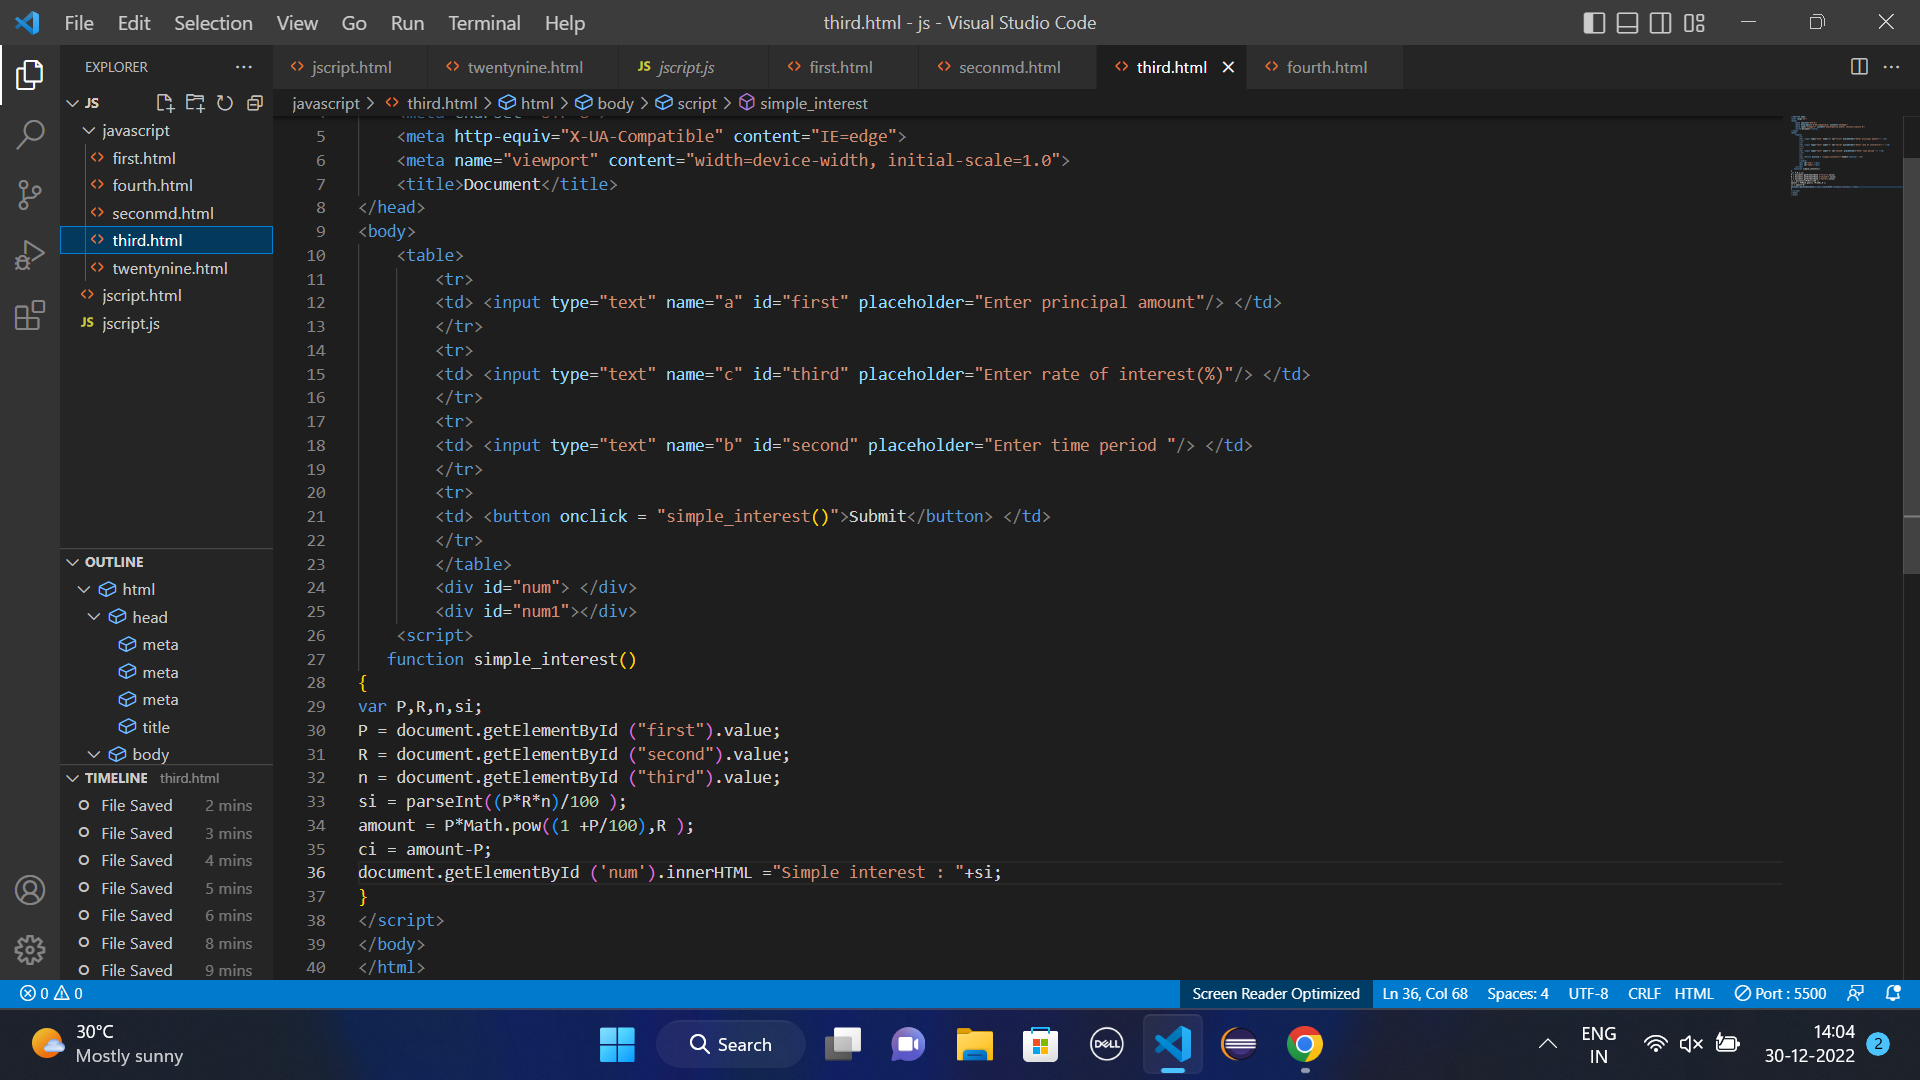 File Edit Selection View Go Run Terminal Help
third.html - js - Visual Studio Code
EXPLORER
jscript.html
twentynine.html
JS jscript.js
first.html
seconmd.html
third.html
fourth.html
JS
javascript > third.html > html > body > script > simple_interest
javascript
first.html
fourth.html
seconmd.html
third.html
twentynine.html
jscript.html
JS jscript.js
OUTLINE
html
head
meta
meta
meta
title
body
TIMELINE third.html
File Saved 2 mins
File Saved 3 mins
File Saved 4 mins
File Saved 5 mins
File Saved 6 mins
File Saved 8 mins
File Saved 9 mins
5 <meta http-equiv="X-UA-Compatible" content="IE=edge">
6 <meta name="viewport" content="width=device-width, initial-scale=1.0">
7 <title>Document</title>
8 </head>
9 <body>
10 <table>
11 <tr>
12 <td> <input type="text" name="a" id="first" placeholder="Enter principal amount"/> </td>
13 </tr>
14 <tr>
15 <td> <input type="text" name="c" id="third" placeholder="Enter rate of interest(%)"/> </td>
16 </tr>
17 <tr>
18 <td> <input type="text" name="b" id="second" placeholder="Enter time period "/> </td>
19 </tr>
20 <tr>
21 <td> <button onclick = "simple_interest()">Submit</button> </td>
22 </tr>
23 </table>
24 <div id="num"> </div>
25 <div id="num1"></div>
26 <script>
27 function simple_interest()
28 {
29 var P,R,n,si;
30 P = document.getElementById ("first").value;
31 R = document.getElementById ("second").value;
32 n = document.getElementById ("third").value;
33 si = parseInt((P*R*n)/100 );
34 amount = P*Math.pow((1 +P/100),R );
35 ci = amount-P;
36 document.getElementById ('num').innerHTML ="Simple interest : "+si;
37 }
38 </script>
39 </body>
40 </html>
0 0
Screen Reader Optimized Ln 36, Col 68 Spaces: 4 UTF-8 CRLF HTML Port : 5500
30°C
Mostly sunny
Search
DELL
ENG
IN
14:04
30-12-2022
2